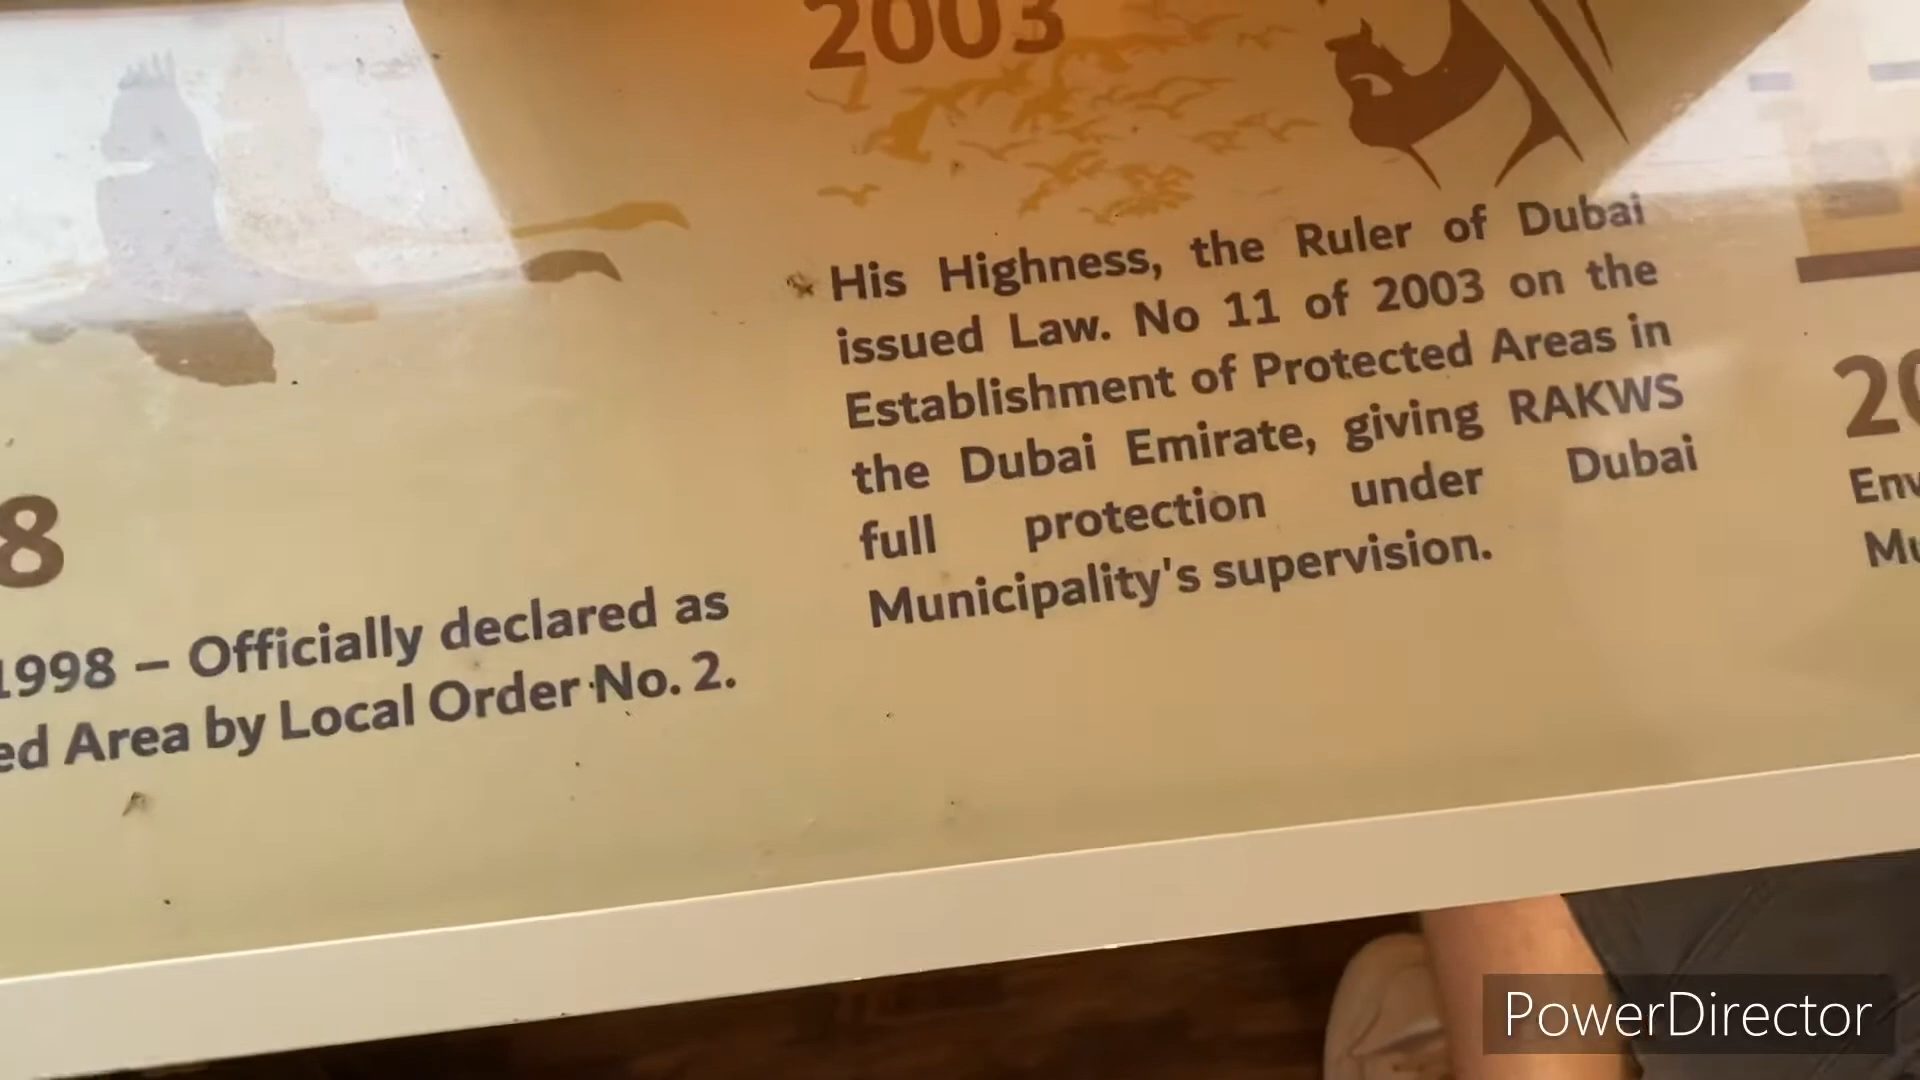 2003
His Highness, the Ruler of Dubai
issued Law. No 11 of 2003 on the
Establishment of Protected Areas in
the Dubai Emirate, giving RAKWS
full protection under Dubai
Municipality's supervision.
8
1998 – Officially declared as
ed Area by Local Order No. 2.
20
Env
Mu
PowerDirector